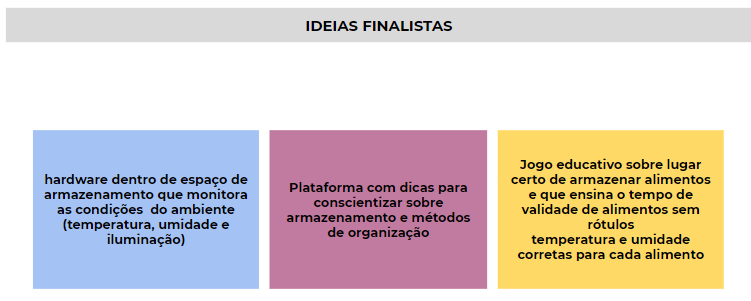 IDEIAS FINALISTAS
hardware dentro de espaço de
armazenamento que monitora
as condições do ambiente
(temperatura, umidade e
iluminação)
Plataforma com dicas para
conscientizar sobre
armazenamento e métodos
de organização
Jogo educativo sobre lugar
certo de armazenar alimentos
e que ensina o tempo de
validade de alimentos sem
rótulos
temperatura e umidade
corretas para cada alimento